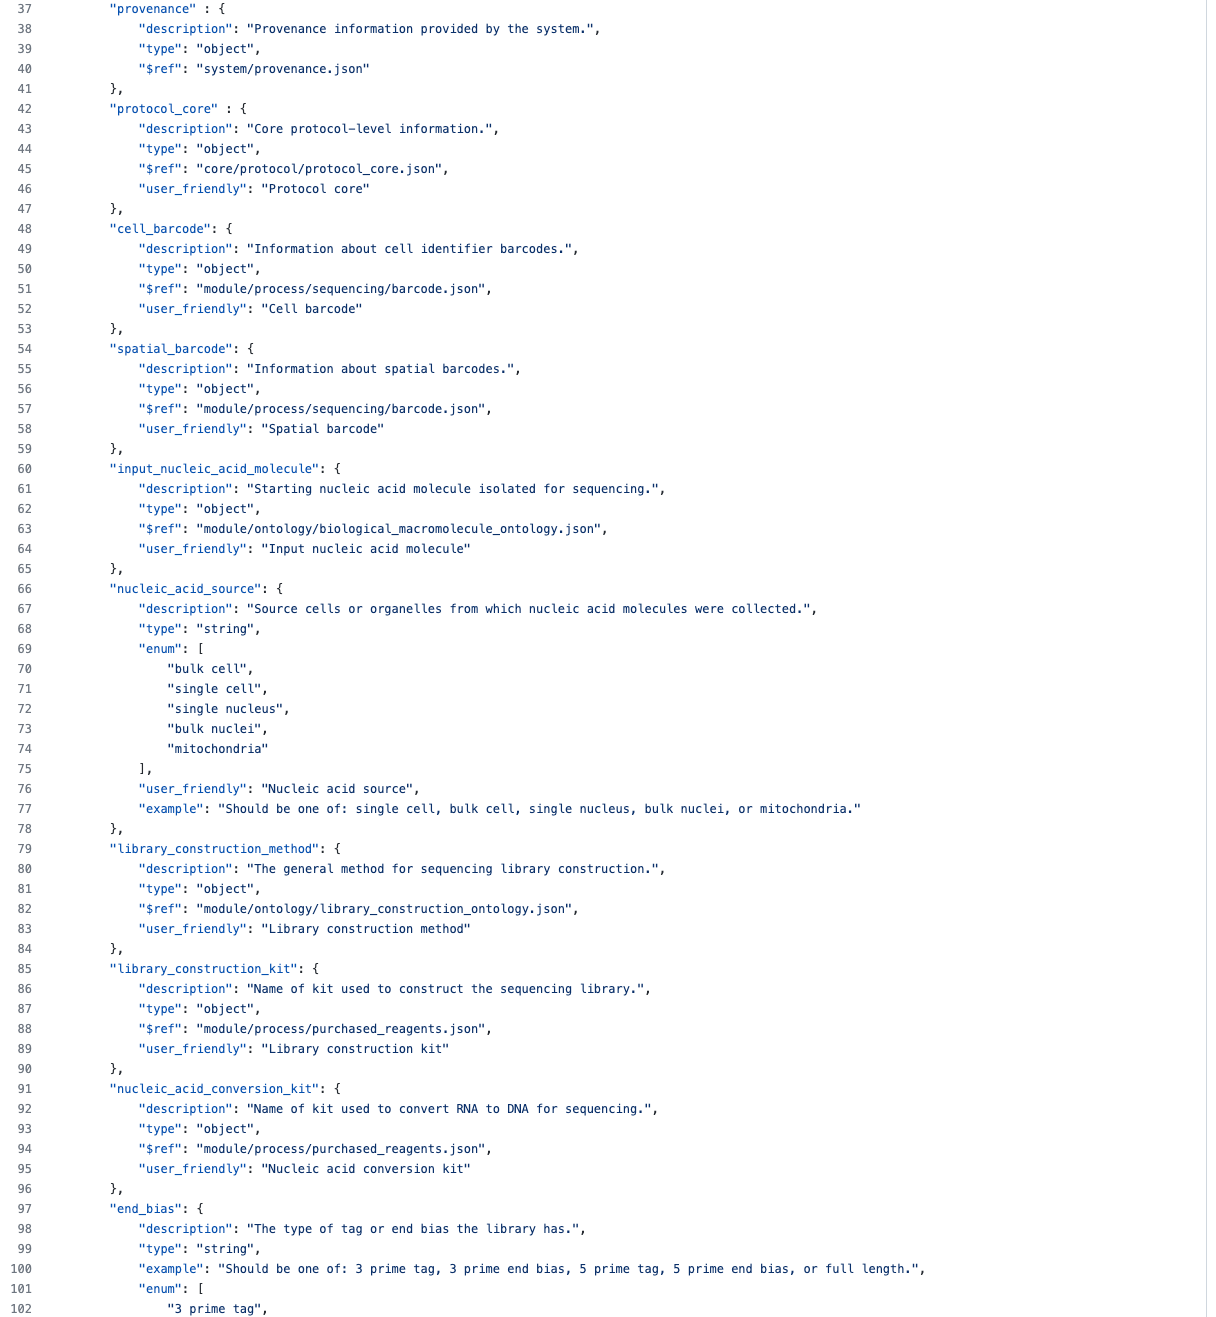 37 "provenance" : {
38 "description": "Provenance information provided by the system.",
39 "type": "object",
40 "$ref": "system/provenance.json"
41 },
42 "protocol_core" : {
43 "description": "Core protocol-level information.",
44 "type": "object",
45 "$ref": "core/protocol/protocol_core.json",
46 "user_friendly": "Protocol core"
47 },
48 "cell_barcode": {
49 "description": "Information about cell identifier barcodes.",
50 "type": "object",
51 "$ref": "module/process/sequencing/barcode.json",
52 "user_friendly": "Cell barcode"
53 },
54 "spatial_barcode": {
55 "description": "Information about spatial barcodes.",
56 "type": "object",
57 "$ref": "module/process/sequencing/barcode.json",
58 "user_friendly": "Spatial barcode"
59 },
60 "input_nucleic_acid_molecule": {
61 "description": "Starting nucleic acid molecule isolated for sequencing.",
62 "type": "object",
63 "$ref": "module/ontology/biological_macromolecule_ontology.json",
64 "user_friendly": "Input nucleic acid molecule"
65 },
66 "nucleic_acid_source": {
67 "description": "Source cells or organelles from which nucleic acid molecules were collected.",
68 "type": "string",
69 "enum": [
70 "bulk cell",
71 "single cell",
72 "single nucleus",
73 "bulk nuclei",
74 "mitochondria"
75 ],
76 "user_friendly": "Nucleic acid source",
77 "example": "Should be one of: single cell, bulk cell, single nucleus, bulk nuclei, or mitochondria."
78 },
79 "library_construction_method": {
80 "description": "The general method for sequencing library construction.",
81 "type": "object",
82 "$ref": "module/ontology/library_construction_ontology.json",
83 "user_friendly": "Library construction method"
84 },
85 "library_construction_kit": {
86 "description": "Name of kit used to construct the sequencing library.",
87 "type": "object",
88 "$ref": "module/process/purchased_reagents.json",
89 "user_friendly": "Library construction kit"
90 },
91 "nucleic_acid_conversion_kit": {
92 "description": "Name of kit used to convert RNA to DNA for sequencing.",
93 "type": "object",
94 "$ref": "module/process/purchased_reagents.json",
95 "user_friendly": "Nucleic acid conversion kit"
96 },
97 "end_bias": {
98 "description": "The type of tag or end bias the library has.",
99 "type": "string",
100 "example": "Should be one of: 3 prime tag, 3 prime end bias, 5 prime tag, 5 prime end bias, or full length.",
101 "enum": [
102 "3 prime tag",